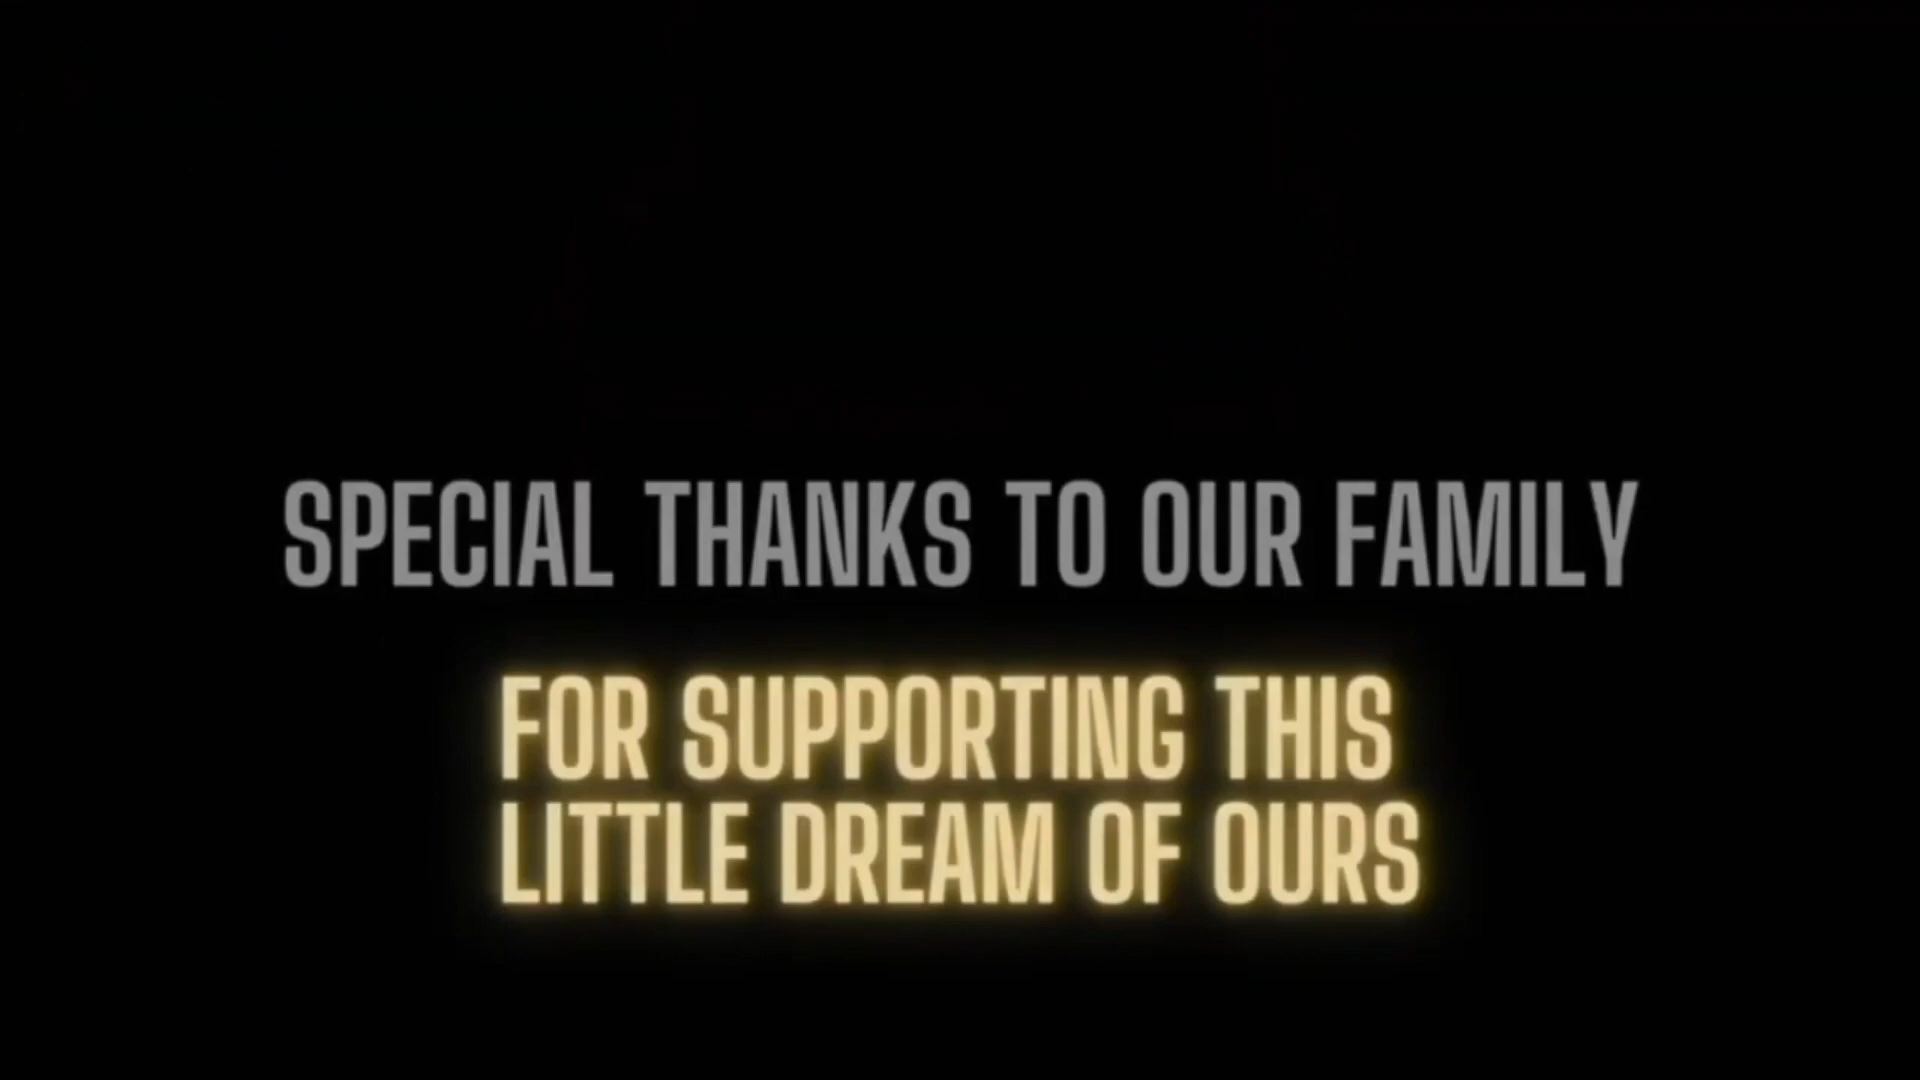 SPECIAL THANKS TO OUR FAMILY
FOR SUPPORTING THIS
LITTLE DREAM OF OURS